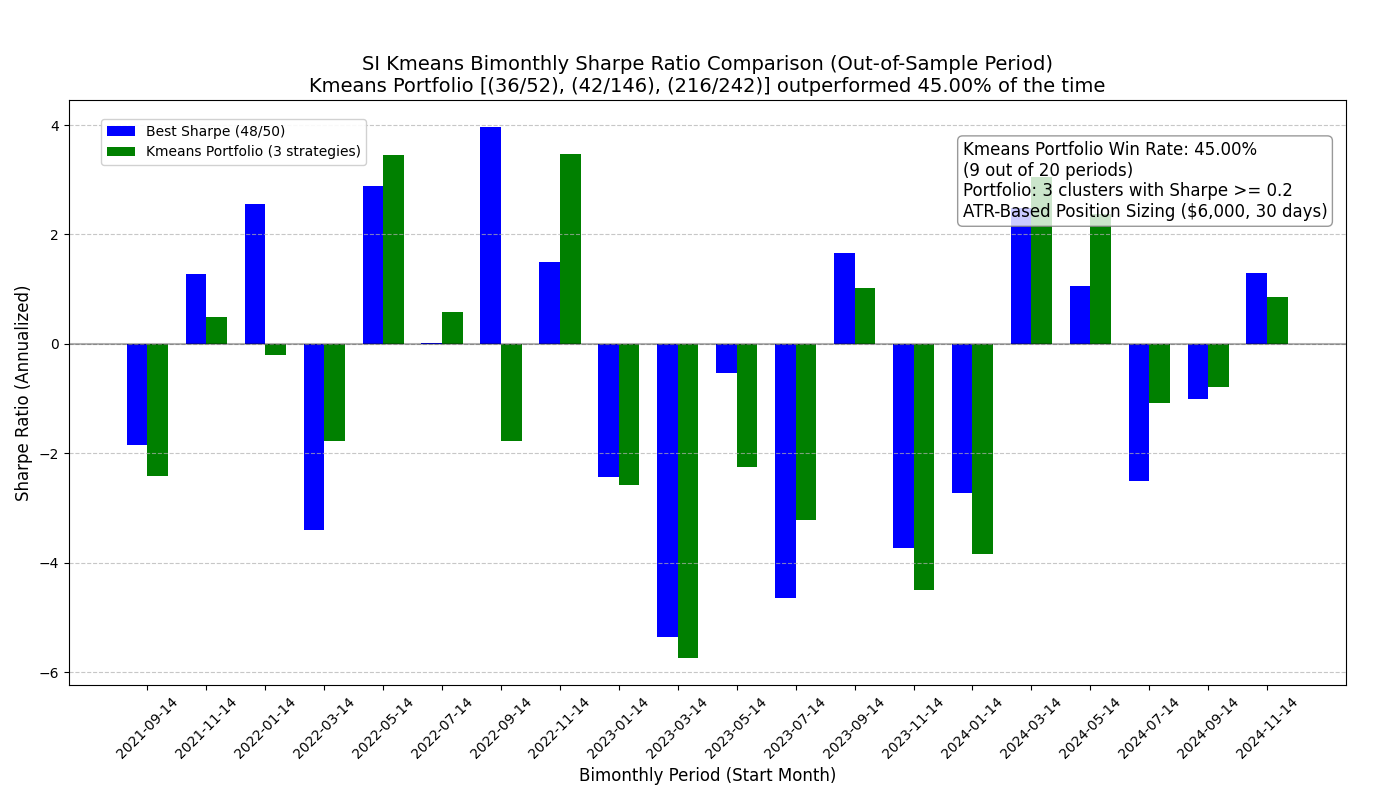 SI Kmeans Bimonthly Sharpe Ratio Comparison (Out-of-Sample Period)
Kmeans Portfolio [(36/52), (42/146), (216/242)] outperformed 45.00% of the time
Best Sharpe (48/50)
Kmeans Portfolio (3 strategies)
Kmeans Portfolio Win Rate: 45.00%
(9 out of 20 periods)
Portfolio: 3 clusters with Sharpe >= 0.2
ATR-Based Position Sizing ($6,000, 30 days)
Sharpe Ratio (Annualized)
4
2
0
−2
−4
−6
2021-09-14
2021-11-14
2022-01-14
2022-03-14
2022-05-14
2022-07-14
2022-09-14
2022-11-14
2023-01-14
2023-03-14
2023-05-14
2023-07-14
2023-09-14
2023-11-14
2024-01-14
2024-03-14
2024-05-14
2024-07-14
2024-09-14
2024-11-14
Bimonthly Period (Start Month)